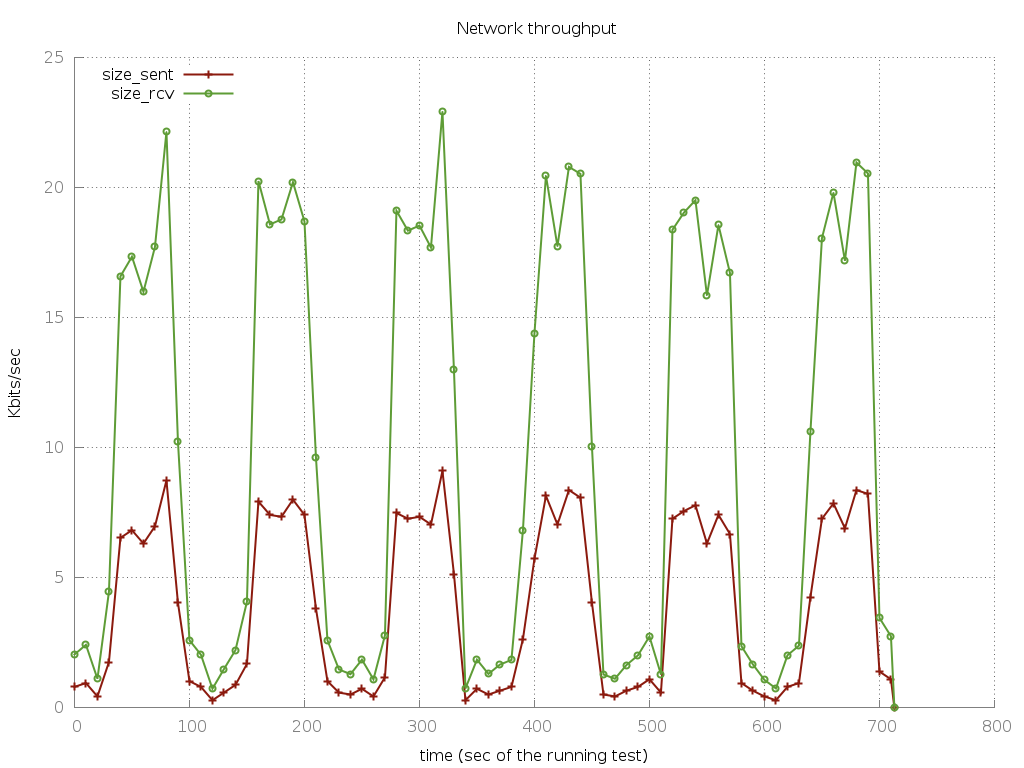 Network throughput
25
size_sent
size_rcv
20
15
Kbits/sec
10
5
0
0 100 200 300 400 500 600 700 800
time (sec of the running test)